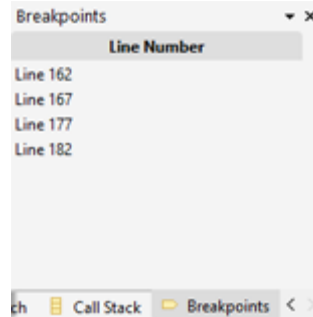 Breakpoints
Line Number
Line 162
Line 167
Line 177
Line 182
ch Call Stack Breakpoints